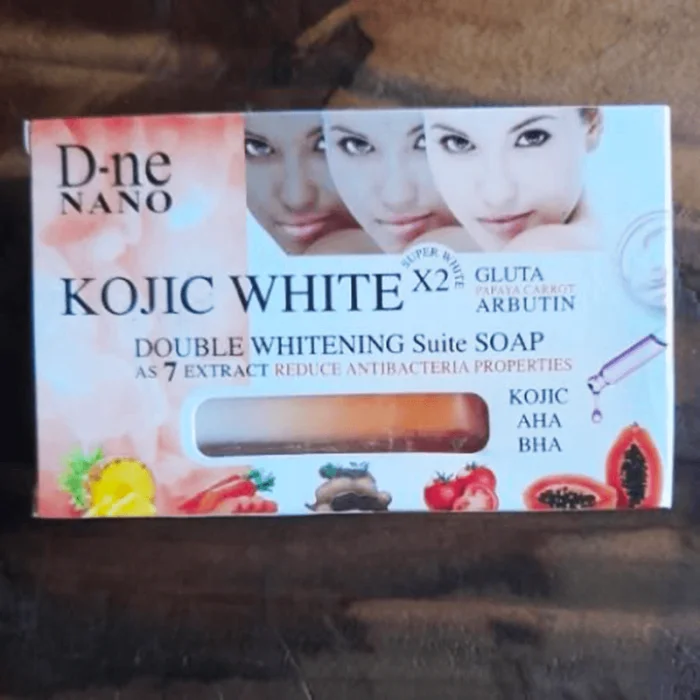 D-ne
NANO
KOJIC WHITE X2
SUPER WHITE
GLUTA
PAPAYA CARROT
ARBUTIN
DOUBLE WHITENING Suite SOAP
AS 7 EXTRACT REDUCE ANTIBACTERIA PROPERTIES
KOJIC
AHA
BHA